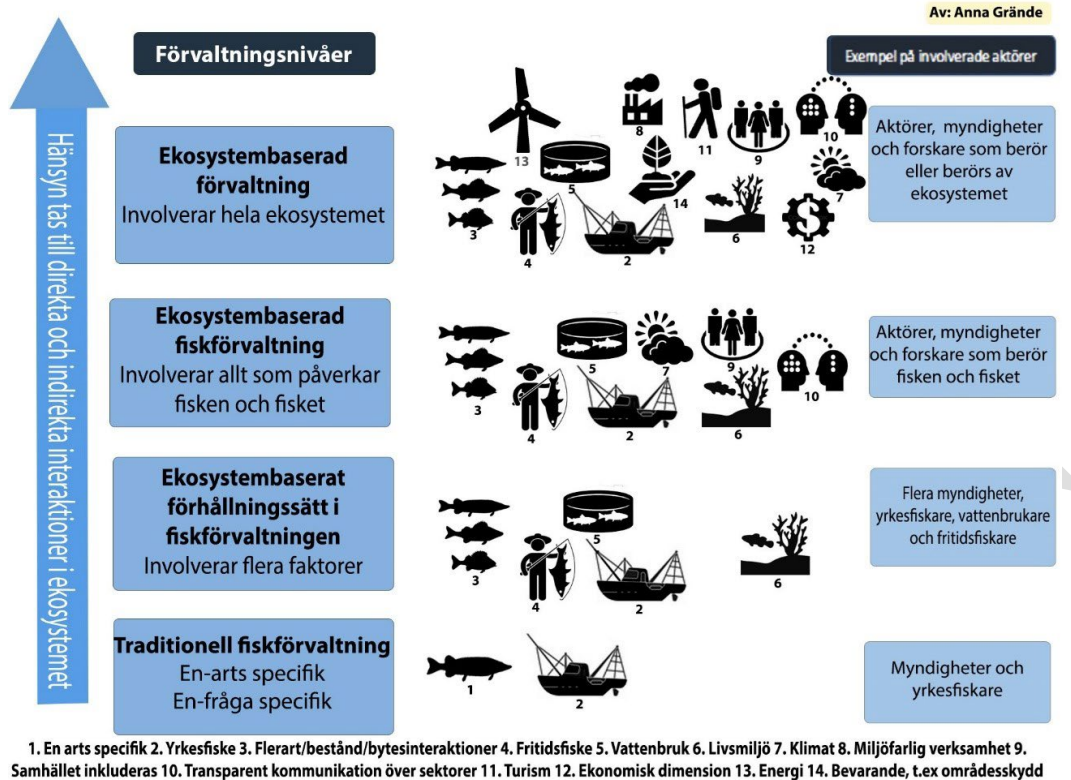 Av: Anna Grände
Förvaltningsnivåer
Exempel på involverade aktörer
Hänsyn tas till direkta och indirekta interaktioner i ekosystemet
Ekosystembaserad
förvaltning
Involverar hela ekosystemet
13
8
11
9
10
5
14
7
3
4
2
6
12
Aktörer, myndigheter
och forskare som berör
eller berörs av
ekosystemet
Ekosystembaserad
fiskförvaltning
Involverar allt som påverkar
fisken och fisket
5
7
9
10
3
4
2
6
Aktörer, myndigheter
och forskare som berör
fisken och fisket
Ekosystembaserat
förhållningssätt i
fiskförvaltningen
Involverar flera faktorer
5
3
4
2
6
Flera myndigheter,
yrkesfiskare, vattenbrukare
och fritidsfiskare
Traditionell fiskförvaltning
En-arts specifik
En-fråga specifik
1
2
Myndigheter och
yrkesfiskare
1. En arts specifik 2. Yrkesfiske 3. Flerart/bestånd/bytesinteraktioner 4. Fritidsfiske 5. Vattenbruk 6. Livsmiljö 7. Klimat 8. Miljöfarlig verksamhet 9.
Samhället inkluderas 10. Transparent kommunikation över sektorer 11. Turism 12. Ekonomisk dimension 13. Energi 14. Bevarande, t.ex områdesskydd